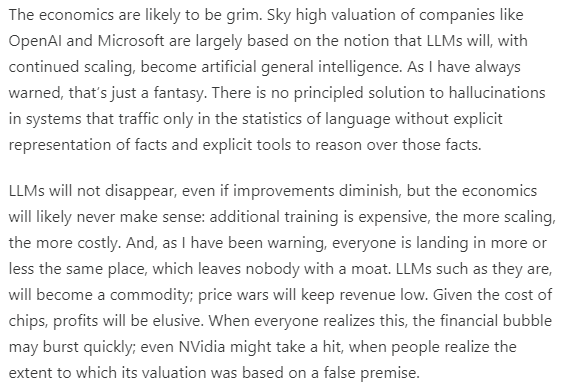 The economics are likely to be grim. Sky high valuation of companies like
OpenAI and Microsoft are largely based on the notion that LLMs will, with
continued scaling, become artificial general intelligence. As I have always
warned, that's just a fantasy. There is no principled solution to hallucinations
in systems that traffic only in the statistics of language without explicit
representation of facts and explicit tools to reason over those facts.
LLMs will not disappear, even if improvements diminish, but the economics
will likely never make sense: additional training is expensive, the more scaling,
the more costly. And, as I have been warning, everyone is landing in more or
less the same place, which leaves nobody with a moat. LLMs such as they are,
will become a commodity; price wars will keep revenue low. Given the cost of
chips, profits will be elusive. When everyone realizes this, the financial bubble
may burst quickly; even NVidia might take a hit, when people realize the
extent to which its valuation was based on a false premise.